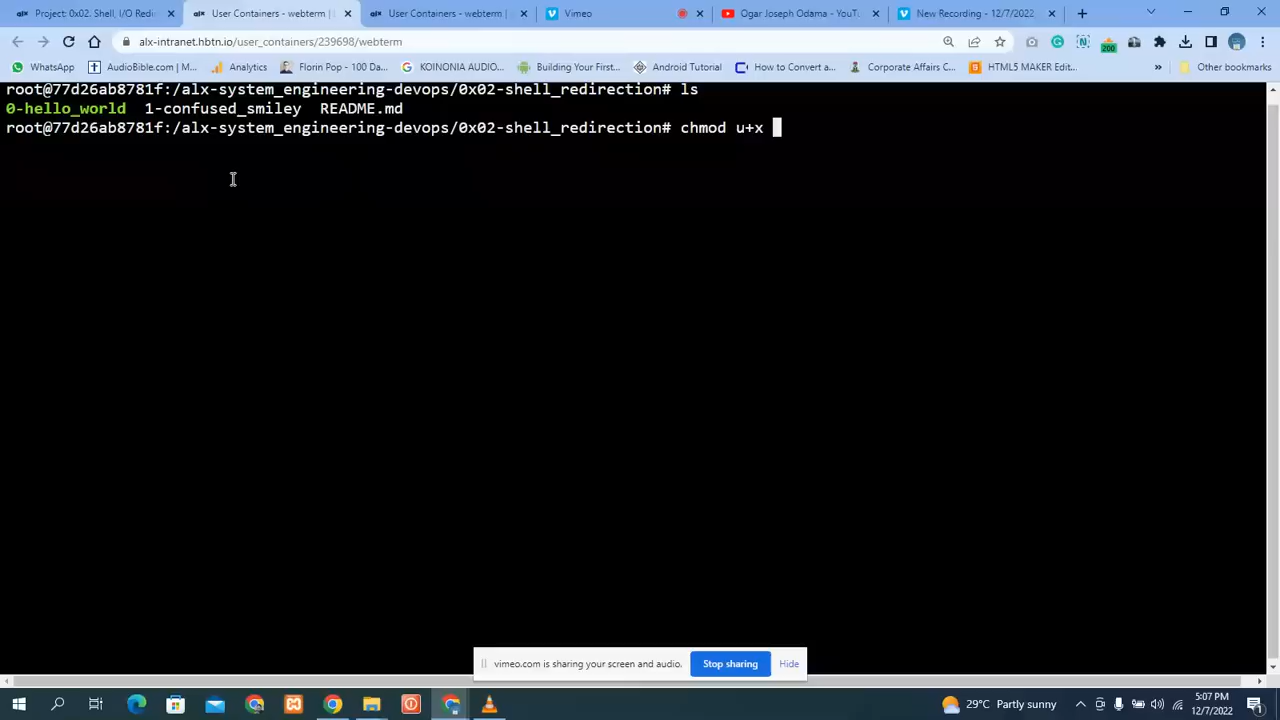 Project: 0x02. Shell, I/O Redi
User Containers - webterm |
User Containers - webterm |
Vimeo
Ogar Joseph Odama - YouT
New Recording - 12/7/2022
alx-intranet.hbtn.io/user_containers/239698/webterm
200
WhatsApp
AudioBible.com | M...
Analytics
Florin Pop - 100 Da...
KOINONIA AUDIO...
Building Your First...
Android Tutorial
How to Convert a...
Corporate Affairs C...
HTML5 MAKER Edit...
»
Other bookmarks
root@77d26ab8781f:/alx-system_engineering-devops/0x02-shell_redirection# ls
0-hello_world 1-confused_smiley README.md
root@77d26ab8781f:/alx-system_engineering-devops/0x02-shell_redirection# chmod u+x
vimeo.com is sharing your screen and audio.
Stop sharing
Hide
29°C Partly sunny
5:07 PM
12/7/2022